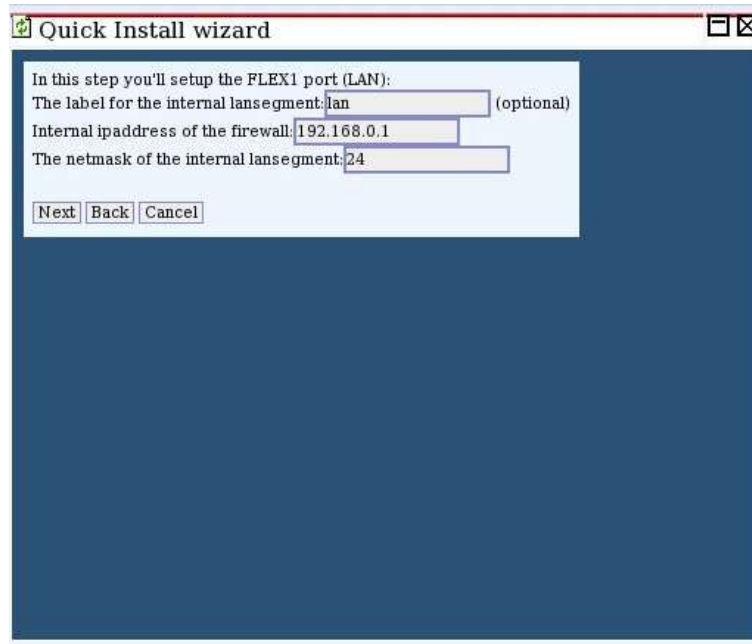 Quick Install wizard
In this step you'll setup the FLEX1 port (LAN):
The label for the internal lansegment: lan (optional)
Internal ipaddress of the firewall: 192.168.0.1
The netmask of the internal lansegment: 24
Next Back Cancel